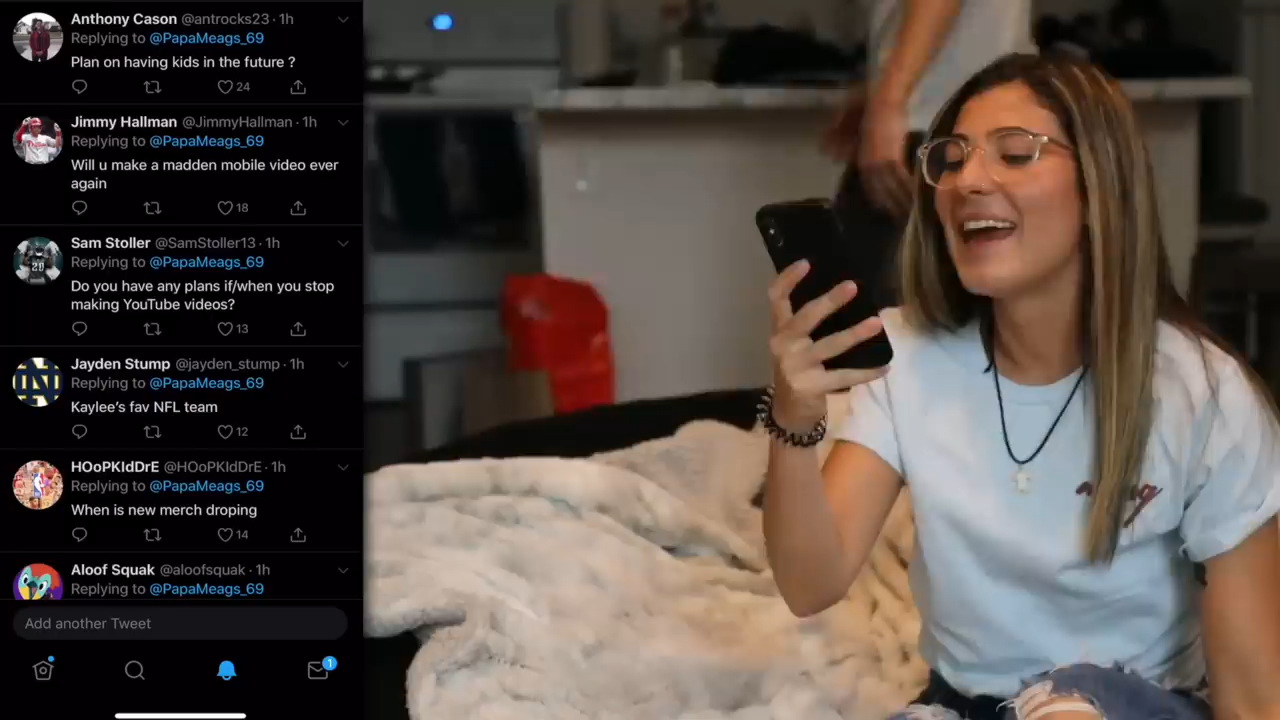 Anthony Cason @antrocks23 · 1h
Replying to @PapaMeags_69
Plan on having kids in the future ?
24
Jimmy Hallman @JimmyHallman · 1h
Replying to @PapaMeags_69
Will u make a madden mobile video ever
again
18
Sam Stoller @SamStoller13 · 1h
Replying to @PapaMeags_69
Do you have any plans if/when you stop
making YouTube videos?
13
Jayden Stump @jayden_stump · 1h
Replying to @PapaMeags_69
Kaylee’s fav NFL team
12
HOoPKIdDrE @HOoPKIdDrE · 1h
Replying to @PapaMeags_69
When is new merch droping
14
Aloof Squak @aloofsquak · 1h
Replying to @PapaMeags_69
Add another Tweet
1